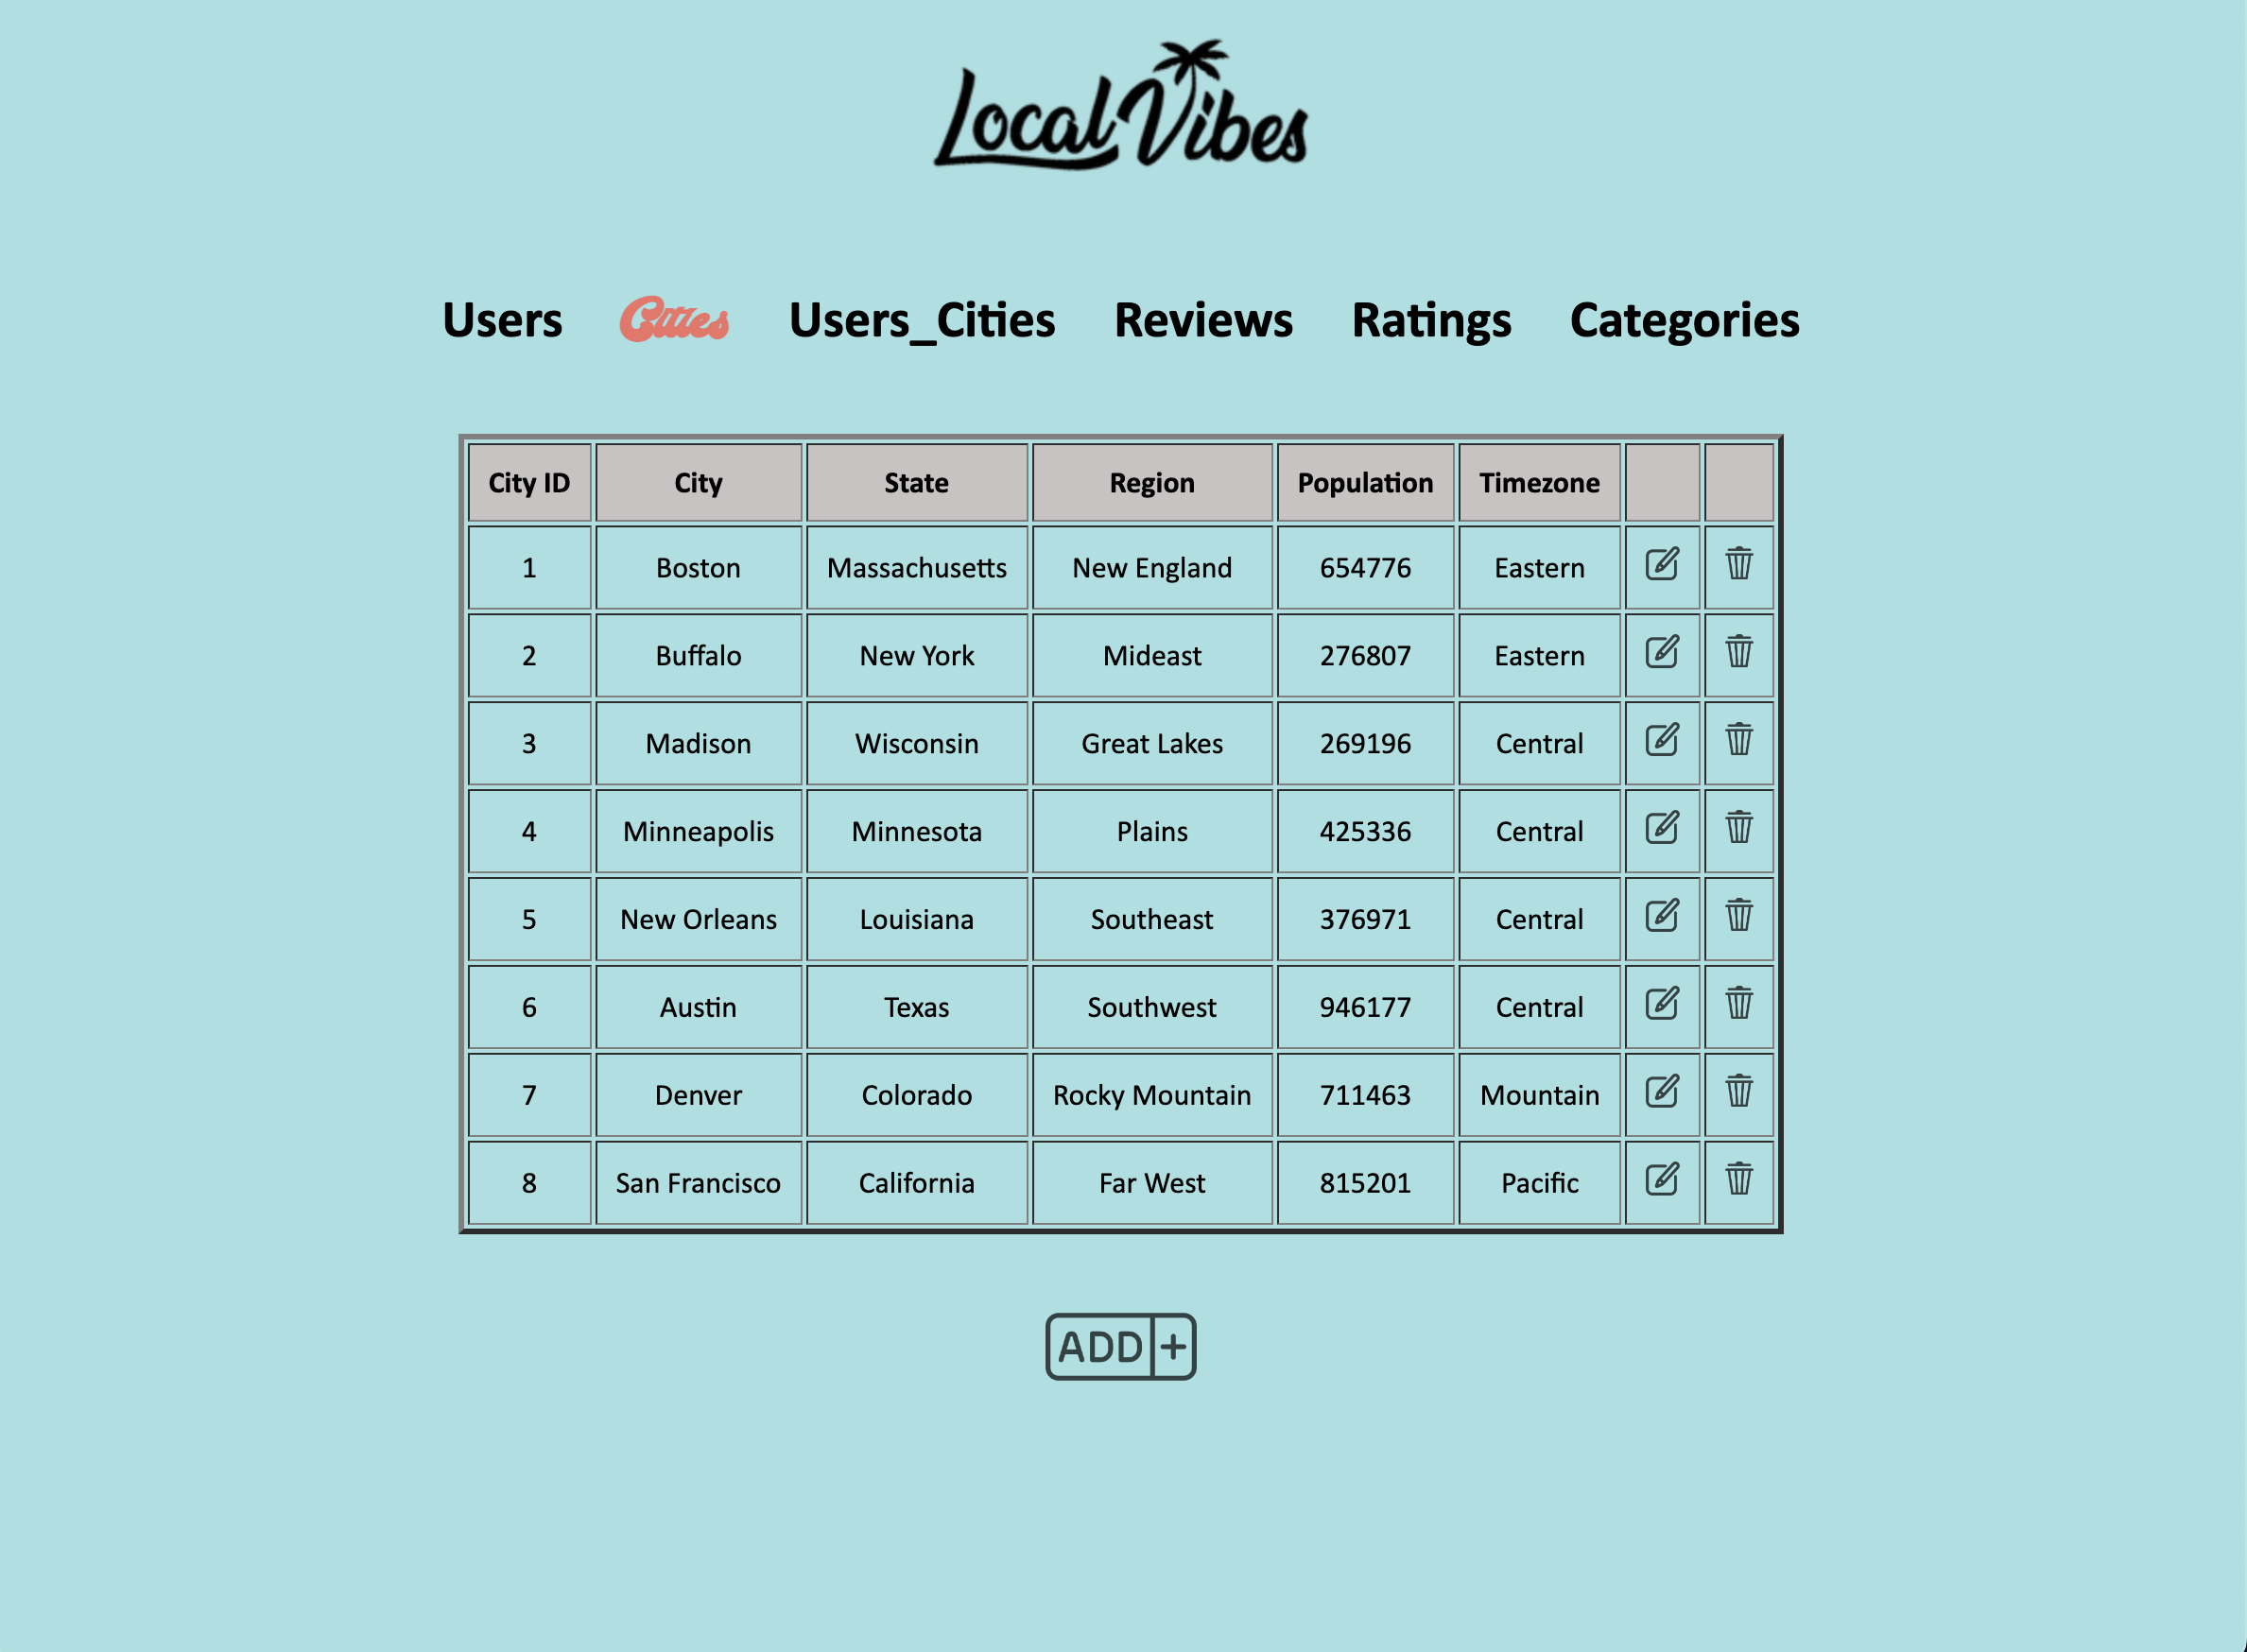 Local Vibes
Users Cities Users_Cities Reviews Ratings Categories
City ID City State Region Population Timezone
1 Boston Massachusetts New England 654776 Eastern
2 Buffalo New York Mideast 276807 Eastern
3 Madison Wisconsin Great Lakes 269196 Central
4 Minneapolis Minnesota Plains 425336 Central
5 New Orleans Louisiana Southeast 376971 Central
6 Austin Texas Southwest 946177 Central
7 Denver Colorado Rocky Mountain 711463 Mountain
8 San Francisco California Far West 815201 Pacific
ADD +